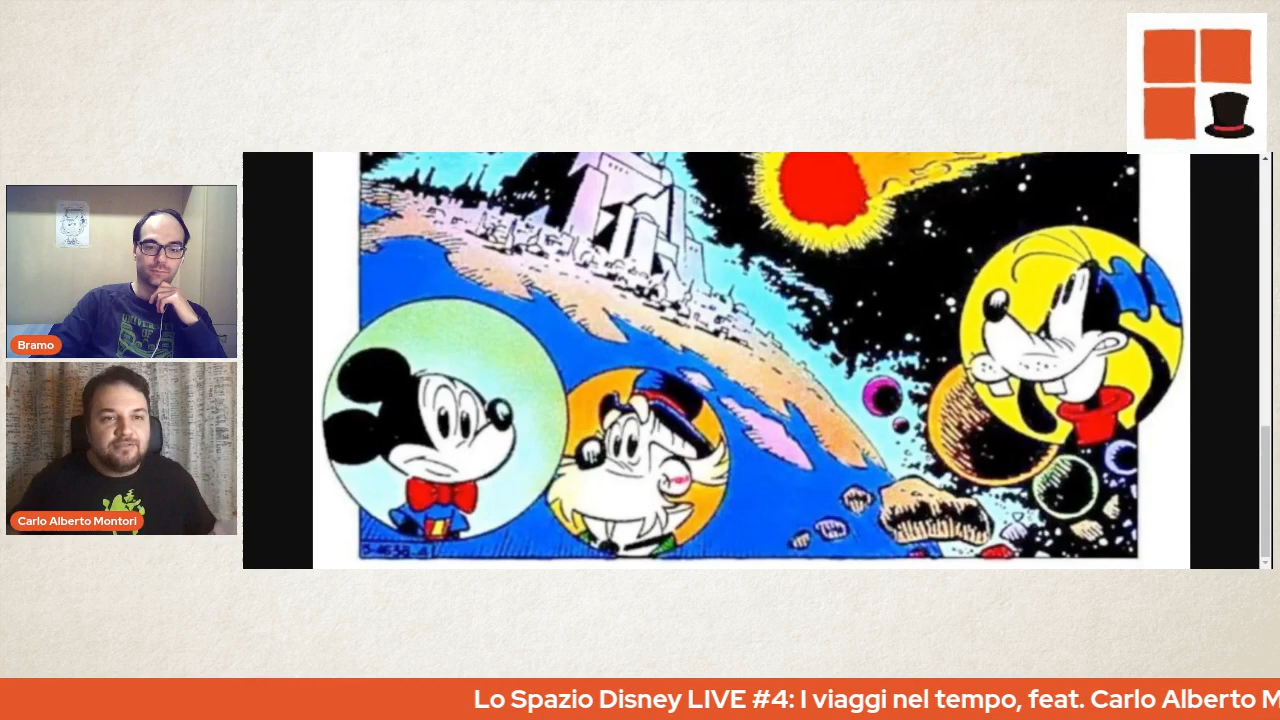 Bramo
Carlo Alberto Montori
Lo Spazio Disney LIVE #4: I viaggi nel tempo, feat. Carlo Alberto M